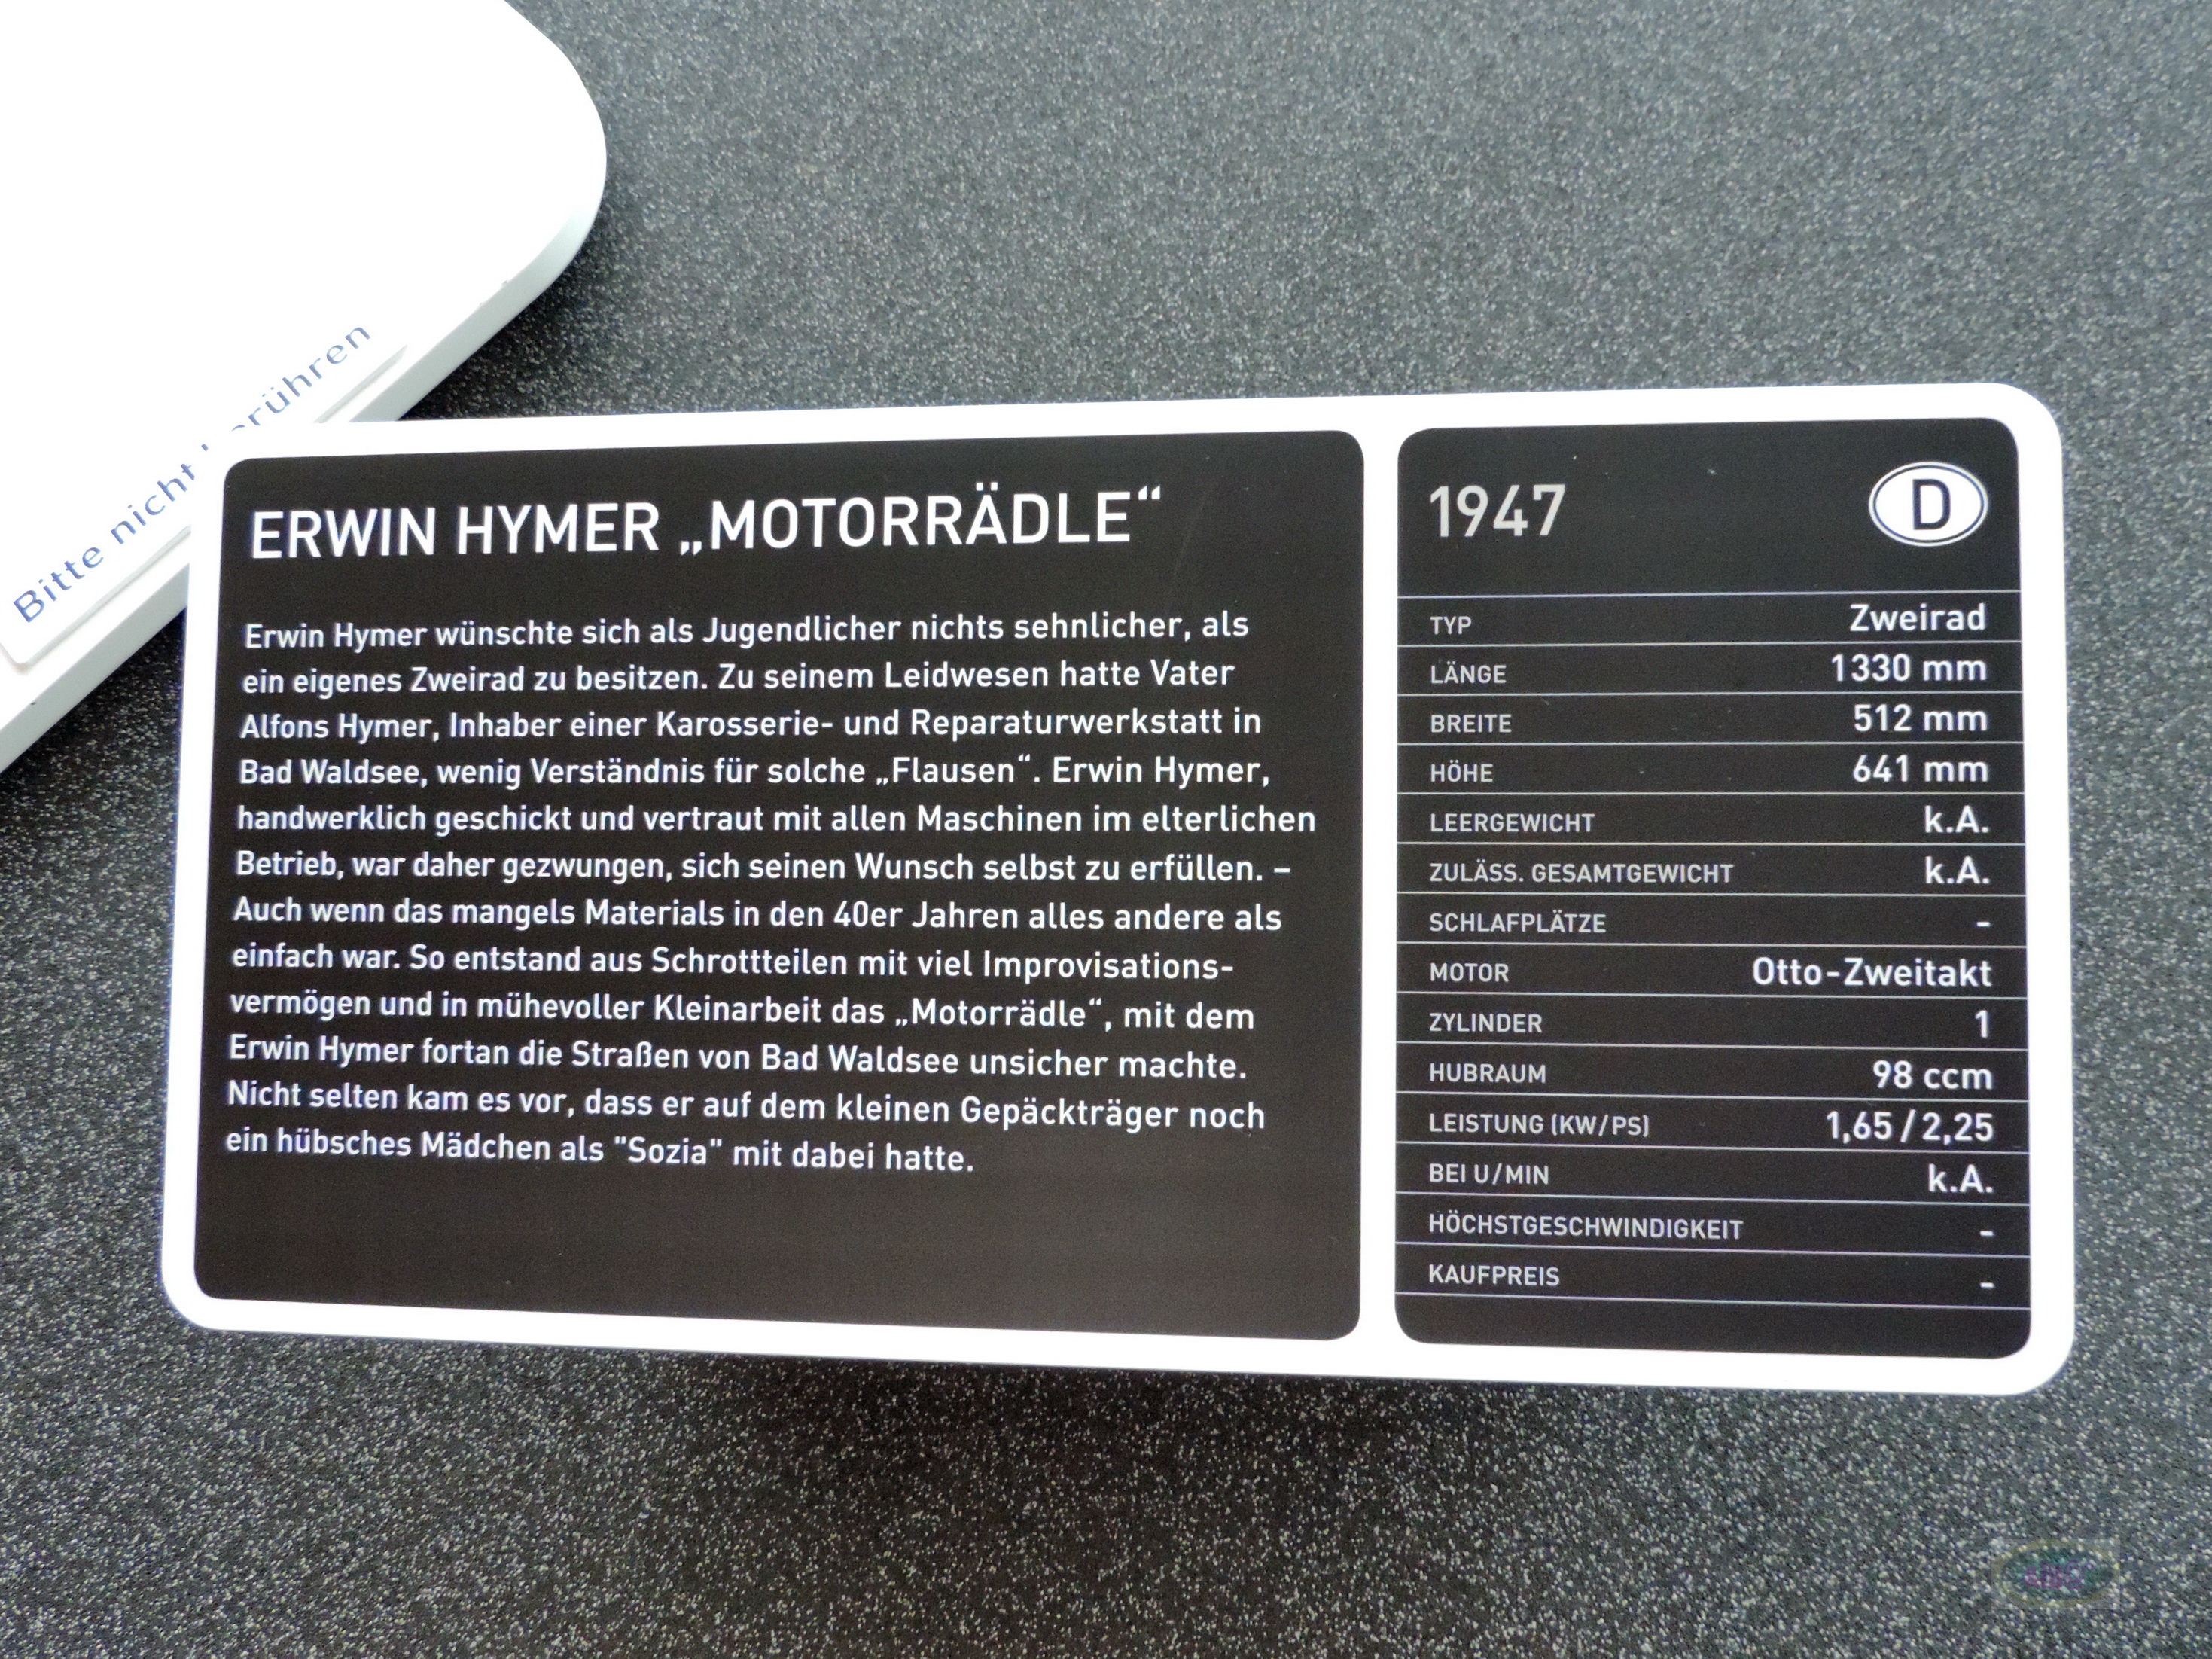 Bitte nicht
ERWIN HYMER „MOTORRÄDLE“
Erwin Hymer wünschte sich als Jugendlicher nichts sehnlicher, als
ein eigenes Zweirad zu besitzen. Zu seinem Leidwesen hatte Vater
Alfons Hymer, Inhaber einer Karosserie- und Reparaturwerkstatt in
Bad Waldsee, wenig Verständnis für solche „Flausen“. Erwin Hymer,
handwerklich geschickt und vertraut mit allen Maschinen im elterlichen
Betrieb, war daher gezwungen, sich seinen Wunsch selbst zu erfüllen. –
Auch wenn das mangels Materials in den 40er Jahren alles andere als
einfach war. So entstand aus Schrottteilen mit viel Improvisations-
vermögen und in mühevoller Kleinarbeit das „Motorrädle“, mit dem
Erwin Hymer fortan die Straßen von Bad Waldsee unsicher machte.
Nicht selten kam es vor, dass er auf dem kleinen Gepäckträger noch
ein hübsches Mädchen als "Sozia" mit dabei hatte.
1947 D
TYP Zweirad
LÄNGE 1330 mm
BREITE 512 mm
HÖHE 641 mm
LEERGEWICHT k.A.
ZULÄSS. GESAMTGEWICHT k.A.
SCHLAFPLÄTZE –
MOTOR Otto-Zweitakt
ZYLINDER 1
HUBRAUM 98 ccm
LEISTUNG (KW/PS) 1,65 / 2,25
BEI U/MIN k.A.
HÖCHSTGESCHWINDIGKEIT –
KAUFPREIS –